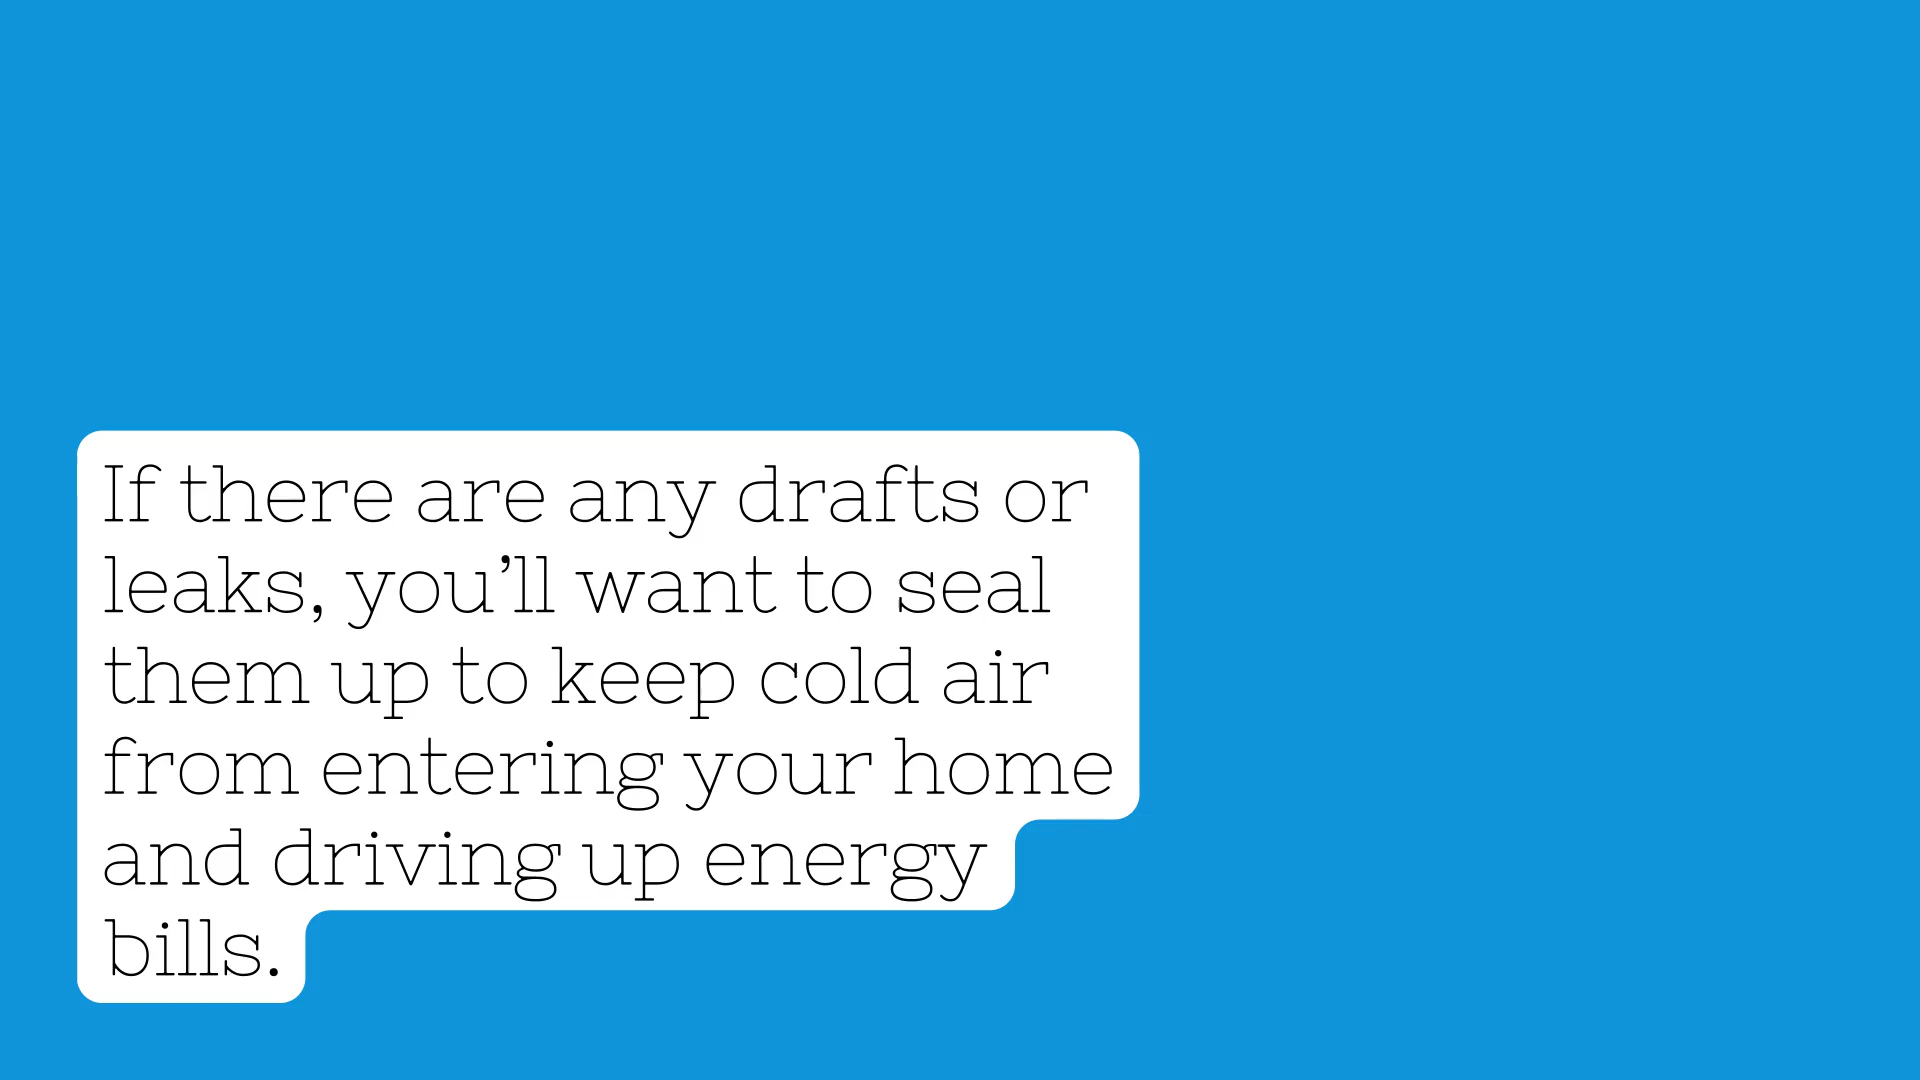 If there are any drafts or
leaks, you’ll want to seal
them up to keep cold air
from entering your home
and driving up energy
bills.